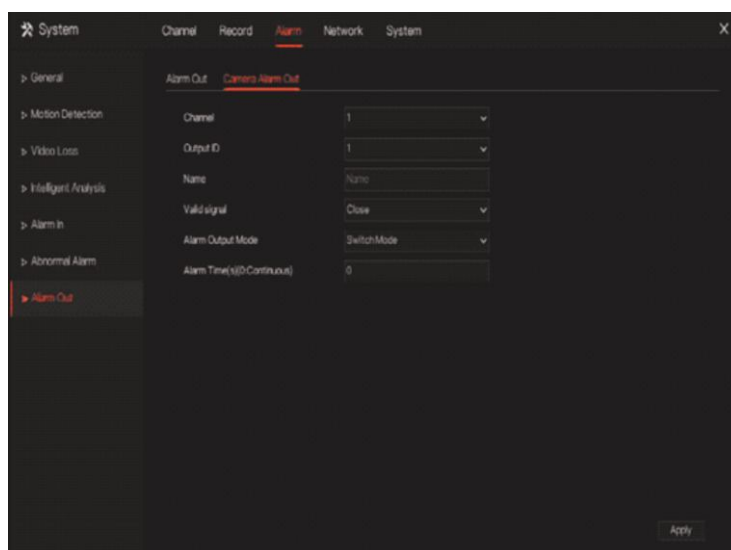 System
Channel Record Alarm Network System X
General
Motion Detection
Video Loss
Intelligent Analysis
Alarm In
Abnormal Alarm
Alarm Out
Alarm Out Camera Alarm Out
Channel 1
Output ID 1
Name Name
Valid signal Close
Alarm Output Mode Switch Mode
Alarm Time(s)(0:Continuous) 0
Apply